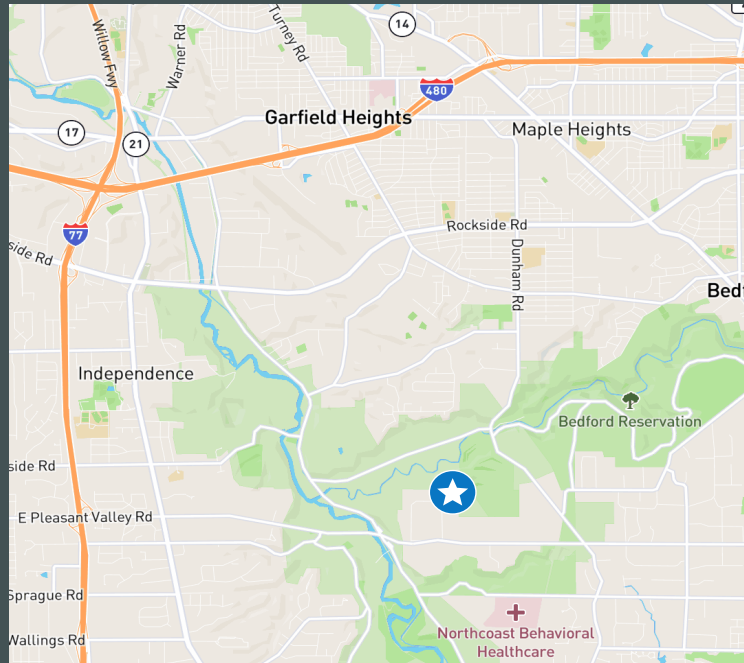 14
Turney Rd
Willow Fwy
Warner Rd
480
Garfield Heights
17
Maple Heights
21
Rockside Rd
77
side Rd
Dunham Rd
Bedf
Independence
Bedford Reservation
side Rd
E Pleasant Valley Rd
Sprague Rd
Northcoast Behavioral
Healthcare
Wallings Rd